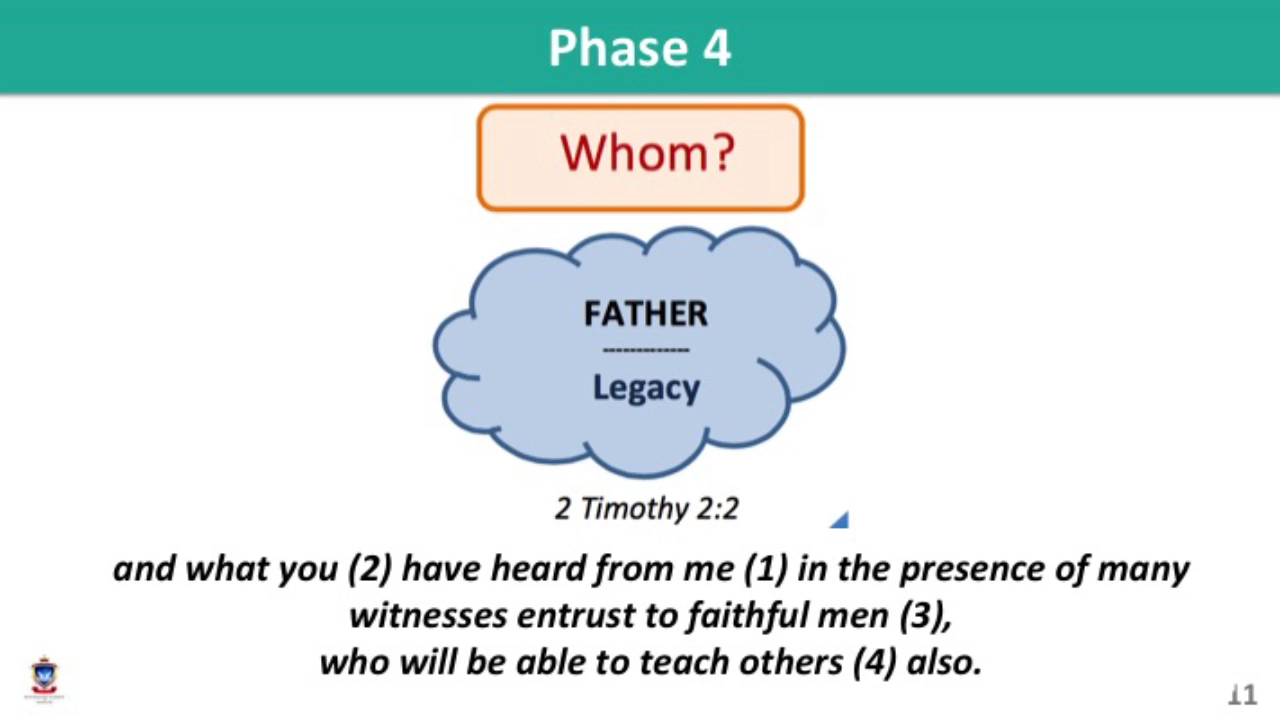 Phase 4
Whom?
FATHER
-------------
Legacy
2 Timothy 2:2
and what you (2) have heard from me (1) in the presence of many
witnesses entrust to faithful men (3),
who will be able to teach others (4) also.
11